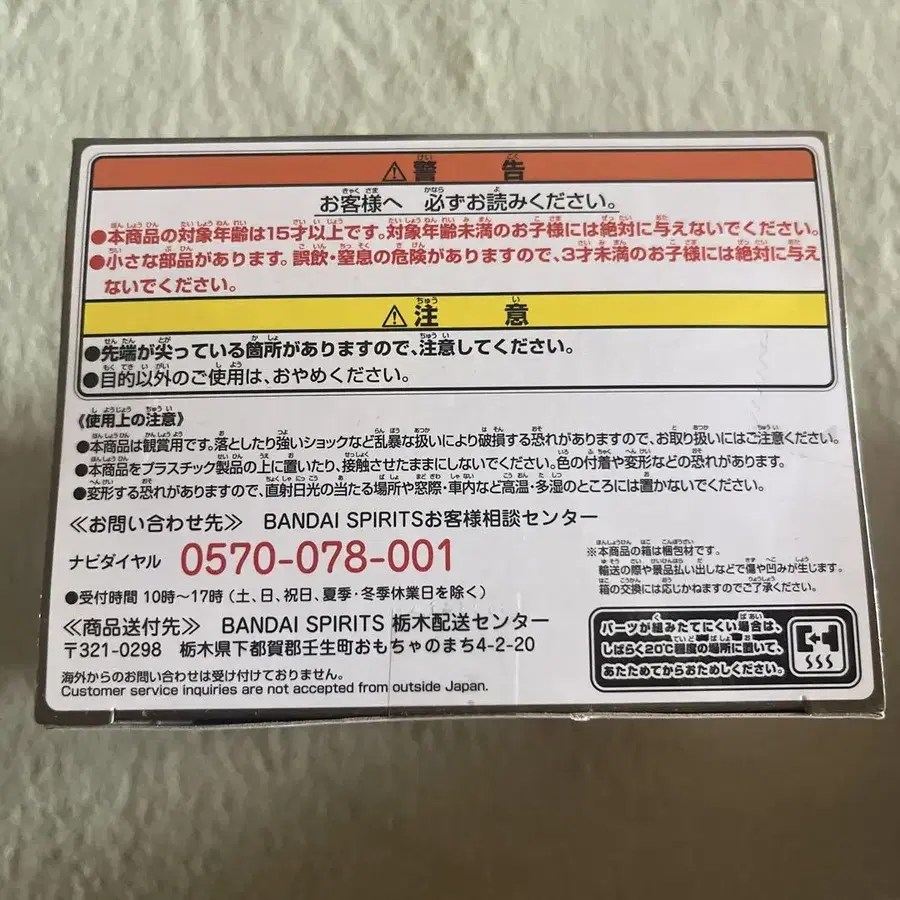 ⚠警告
お客様へ 必ずお読みください。
●本商品の対象年齢は15才以上です。対象年齢未満のお子様には絶対に与えないでください。
●小さな部品があります。誤飲・窒息の危険がありますので、3才未満のお子様には絶対に与え
ないでください。
⚠注意
●先端が尖っている箇所がありますので、注意してください。
●目的以外のご使用は、おやめください。
《使用上の注意》
●本商品は観賞用です。落としたり強いショックなど乱暴な扱いにより破損する恐れがありますので、お取り扱いにはご注意ください。
●本商品をプラスチック製品の上に置いたり、接触させたままにしないでください。色の付着や変形などの恐れがあります。
●変形する恐れがありますので、直射日光の当たる場所や窓際・車内など高温・多湿のところには置かないでください。
≪お問い合わせ先≫ BANDAI SPIRITSお客様相談センター
ナビダイヤル 0570-078-001
●受付時間 10時〜17時 (土、日、祝日、夏季・冬季休業日を除く)
≪商品送付先≫ BANDAI SPIRITS 栃木配送センター
〒321-0298 栃木県下都賀郡壬生町おもちゃのまち4-2-20
海外からのお問い合わせは受け付けておりません。
Customer service inquiries are not accepted from outside Japan.
※本商品の箱は梱包材です。
輸送の際や景品払い出しなどで傷や凹みが生じます。
箱の交換には応じかねますのでご了承ください。
パーツが組みたてにくい場合は、
しばらく20℃程度の場所に置いて、
あたためてからおためしください。